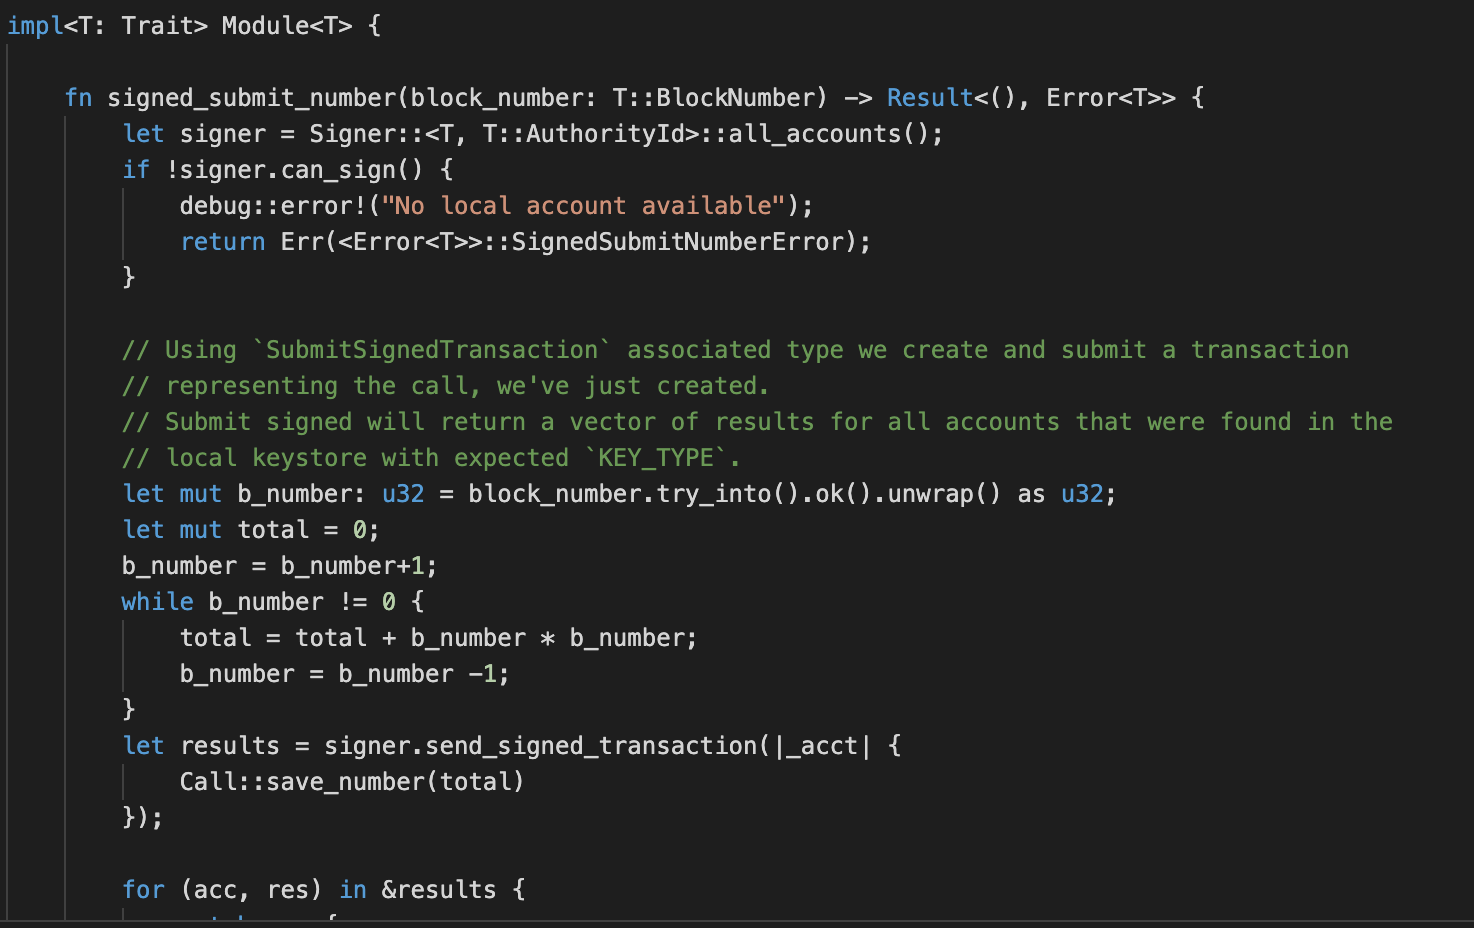 impl<T: Trait> Module<T> {
fn signed_submit_number(block_number: T::BlockNumber) -> Result<(), Error<T>> {
let signer = Signer::<T, T::AuthorityId>::all_accounts();
if !signer.can_sign() {
debug::error!("No local account available");
return Err(<Error<T>>::SignedSubmitNumberError);
}
// Using `SubmitSignedTransaction` associated type we create and submit a transaction
// representing the call, we've just created.
// Submit signed will return a vector of results for all accounts that were found in the
// local keystore with expected `KEY_TYPE`.
let mut b_number: u32 = block_number.try_into().ok().unwrap() as u32;
let mut total = 0;
b_number = b_number+1;
while b_number != 0 {
total = total + b_number * b_number;
b_number = b_number -1;
}
let results = signer.send_signed_transaction(|_acct| {
Call::save_number(total)
});
for (acc, res) in &results {